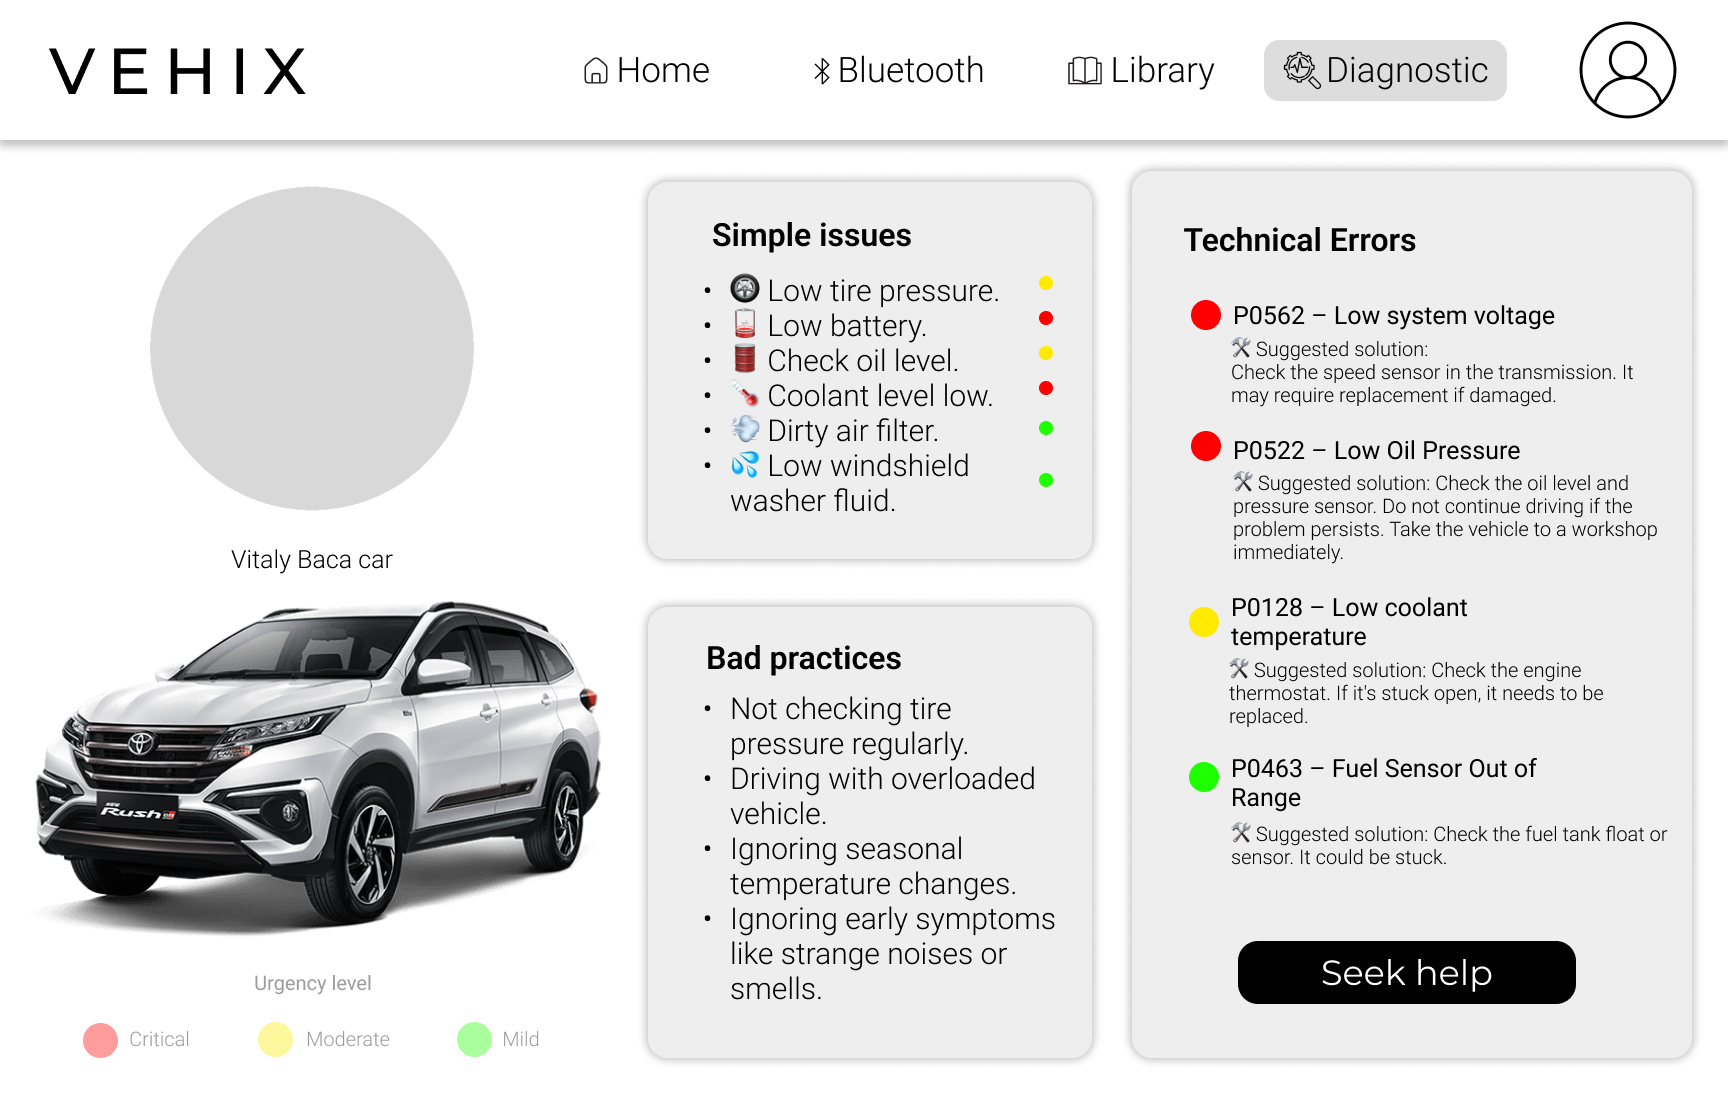 VEHIX
Home
Bluetooth
Library
Diagnostic
Vitaly Baca car
Rush
Urgency level
Critical
Moderate
Mild
Simple issues
• Low tire pressure.
• Low battery.
• Check oil level.
• Coolant level low.
• Dirty air filter.
• Low windshield
washer fluid.
Bad practices
• Not checking tire
pressure regularly.
• Driving with overloaded
vehicle.
• Ignoring seasonal
temperature changes.
• Ignoring early symptoms
like strange noises or
smells.
Technical Errors
P0562 – Low system voltage
🛠 Suggested solution:
Check the speed sensor in the transmission. It
may require replacement if damaged.
P0522 – Low Oil Pressure
🛠 Suggested solution: Check the oil level and
pressure sensor. Do not continue driving if the
problem persists. Take the vehicle to a workshop
immediately.
P0128 – Low coolant
temperature
🛠 Suggested solution: Check the engine
thermostat. If it's stuck open, it needs to be
replaced.
P0463 – Fuel Sensor Out of
Range
🛠 Suggested solution: Check the fuel tank float or
sensor. It could be stuck.
Seek help